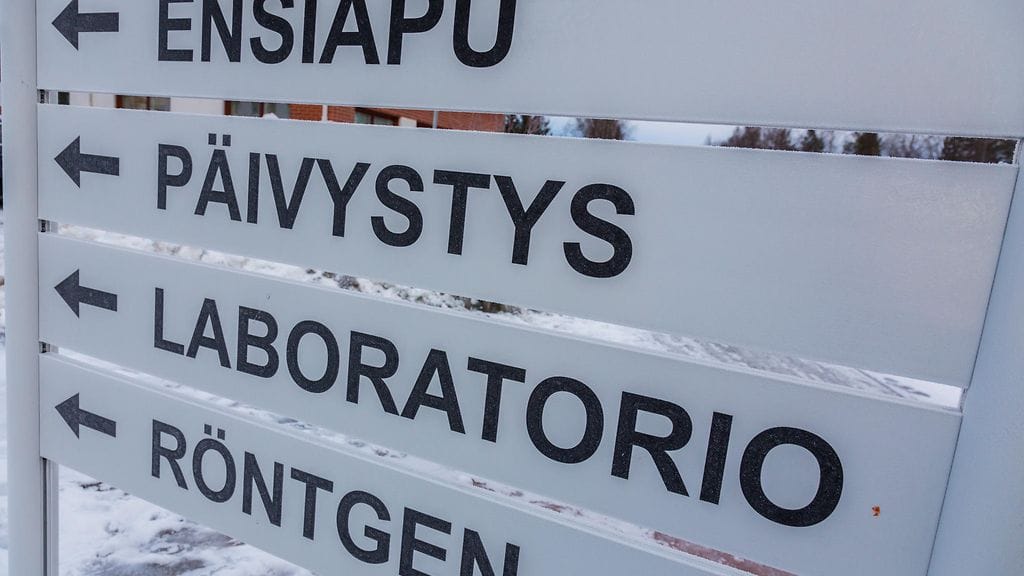 ← ENSIAPU
← PÄIVYSTYS
← LABORATORIO
← RÖNTGEN